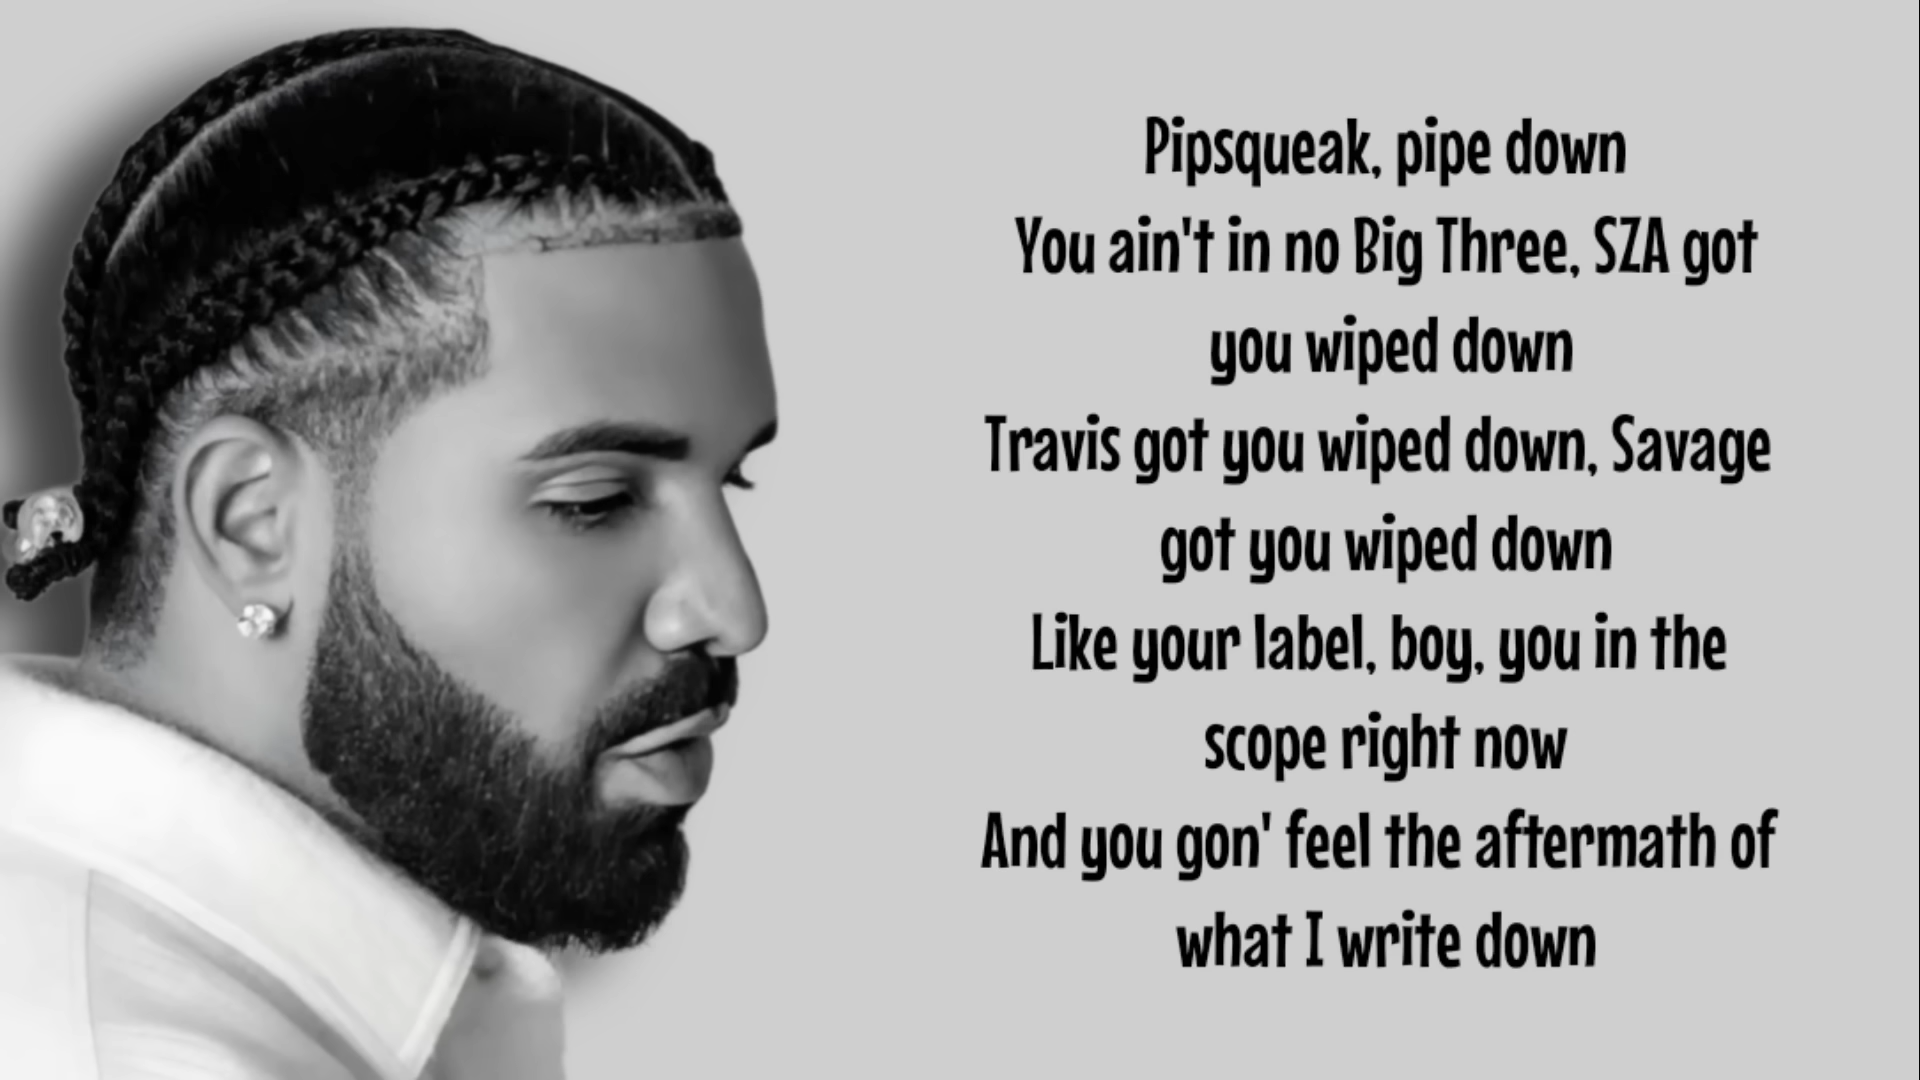 Pipsqueak, pipe down
You ain't in no Big Three, SZA got
you wiped down
Travis got you wiped down, Savage
got you wiped down
Like your label, boy, you in the
scope right now
And you gon' feel the aftermath of
what I write down